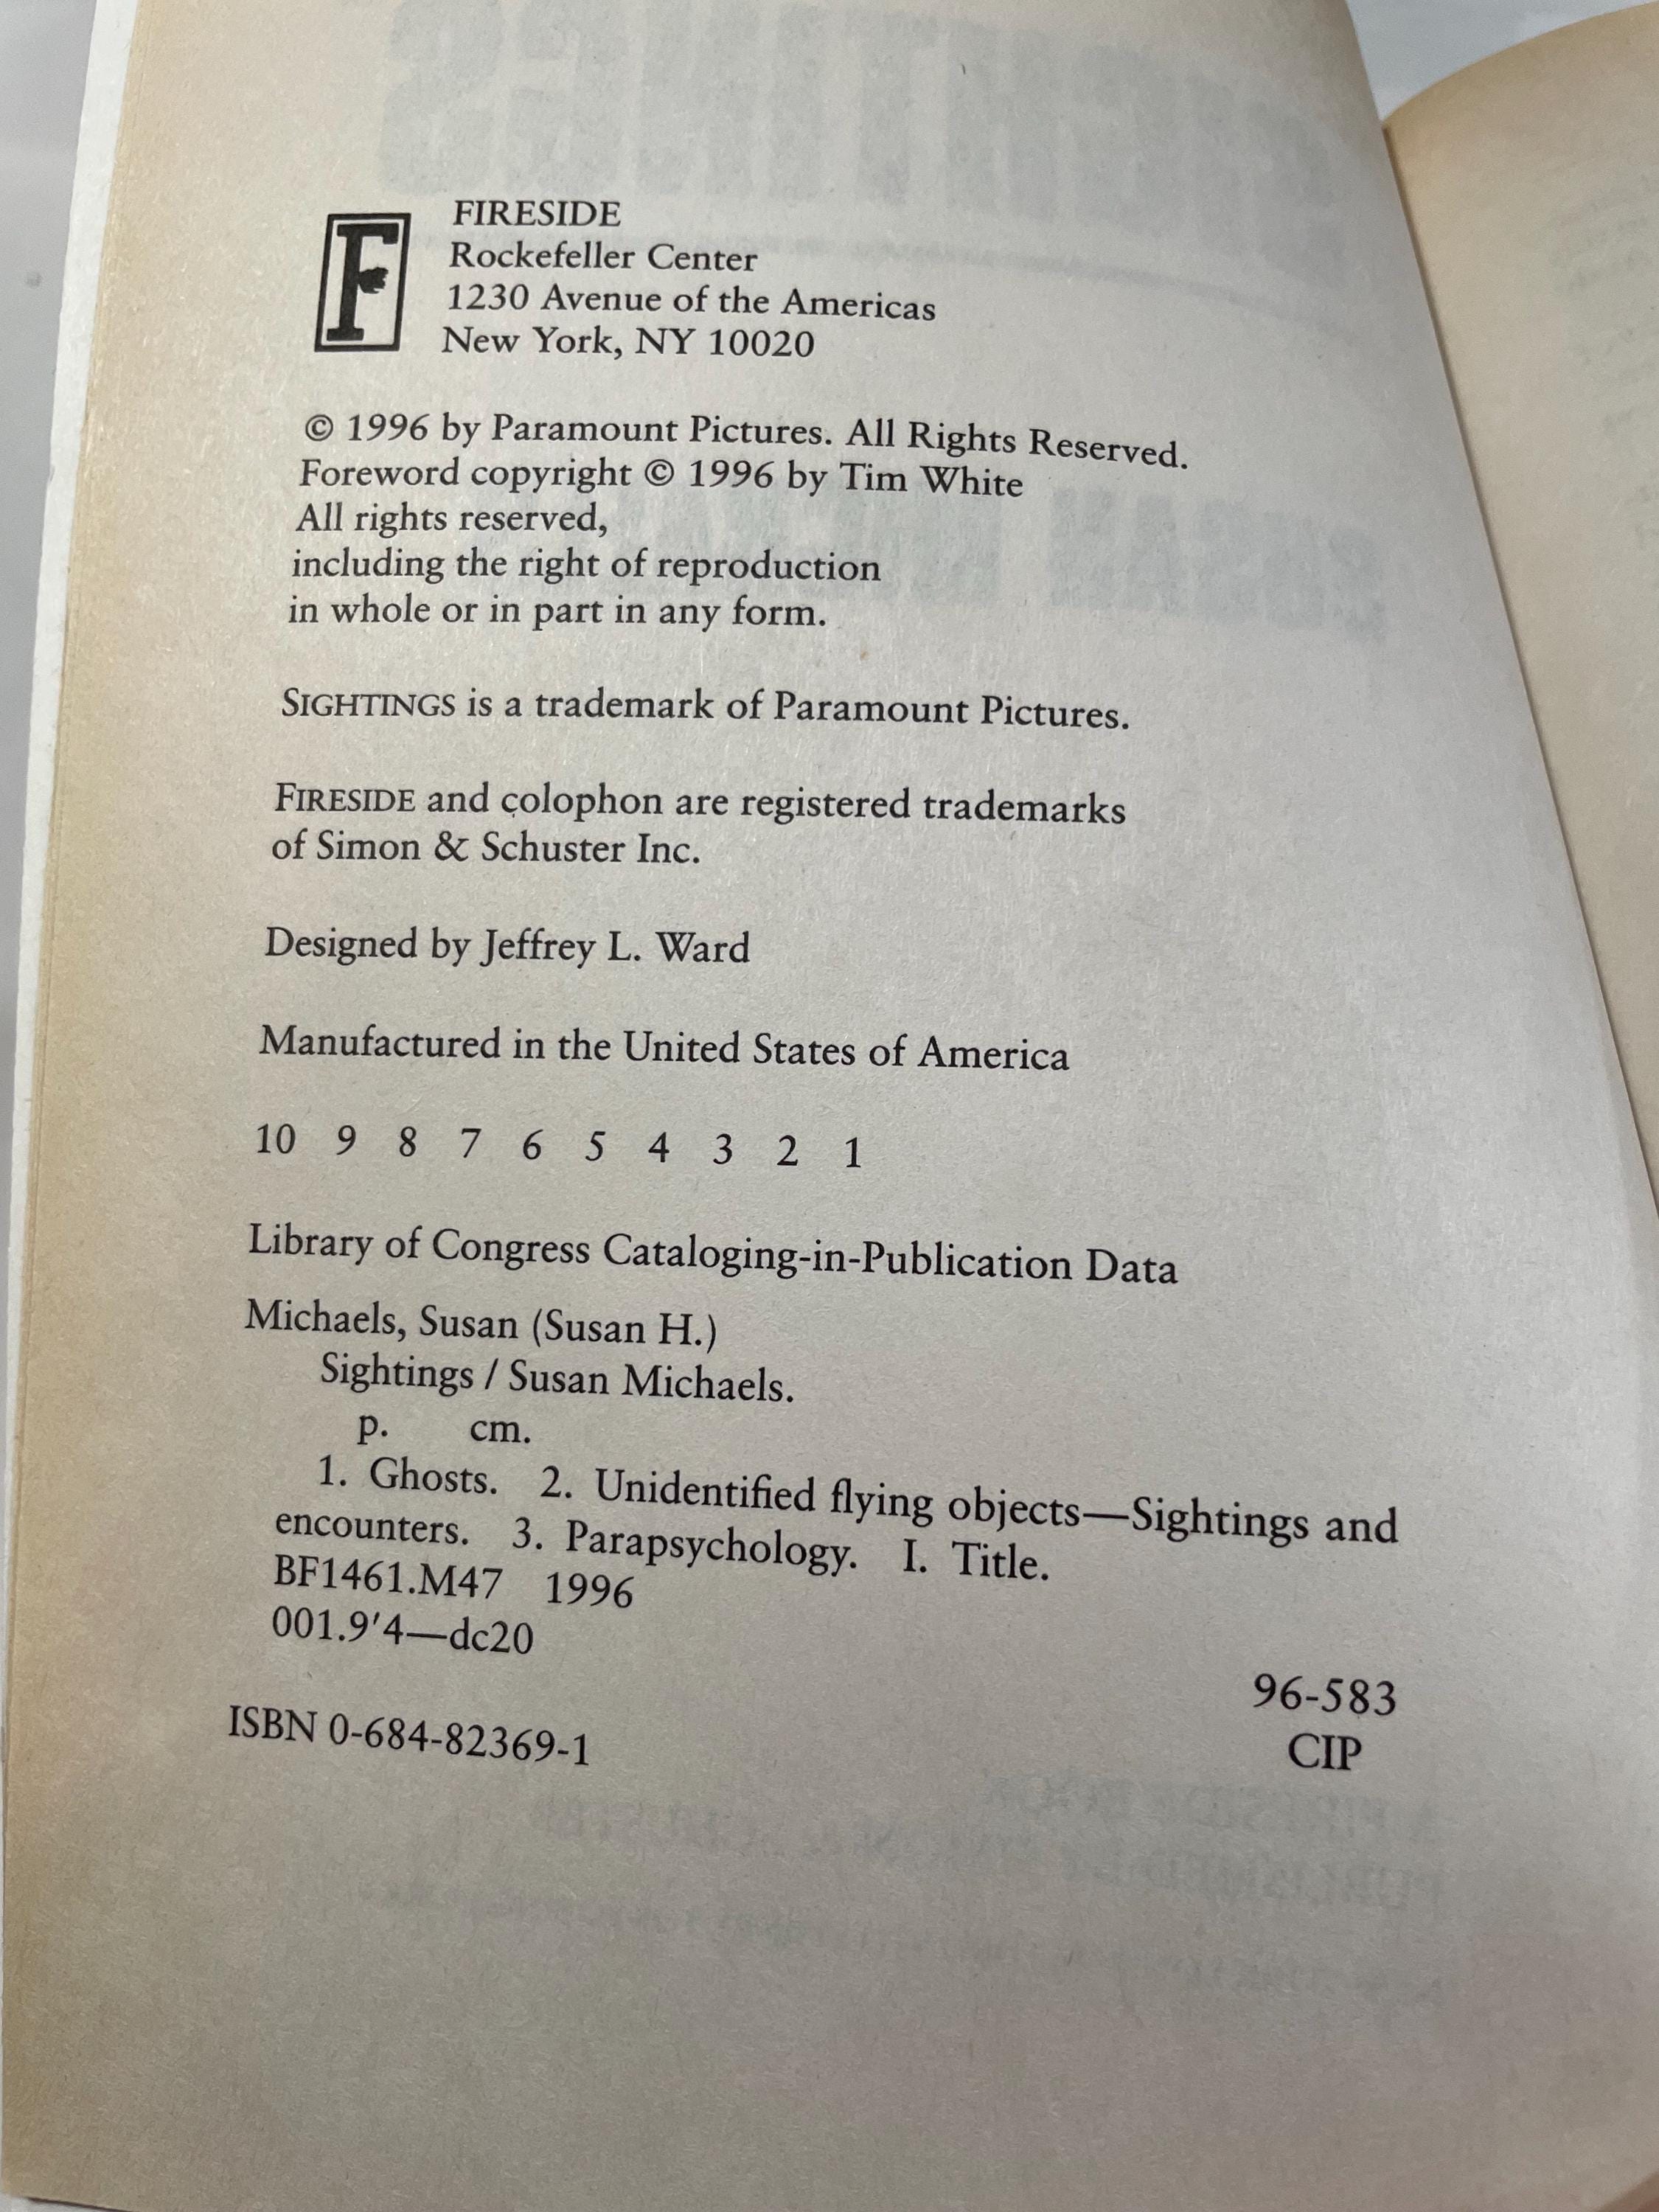 F
FIRESIDE
Rockefeller Center
1230 Avenue of the Americas
New York, NY 10020
© 1996 by Paramount Pictures. All Rights Reserved.
Foreword copyright © 1996 by Tim White
All rights reserved,
including the right of reproduction
in whole or in part in any form.
SIGHTINGS is a trademark of Paramount Pictures.
FIRESIDE and colophon are registered trademarks
of Simon & Schuster Inc.
Designed by Jeffrey L. Ward
Manufactured in the United States of America
10 9 8 7 6 5 4 3 2 1
Library of Congress Cataloging-in-Publication Data
Michaels, Susan (Susan H.)
Sightings / Susan Michaels.
p. cm.
1. Ghosts. 2. Unidentified flying objects—Sightings and
encounters. 3. Parapsychology. I. Title.
BF1461.M47 1996
001.9'4—dc20
96-583
CIP
ISBN 0-684-82369-1